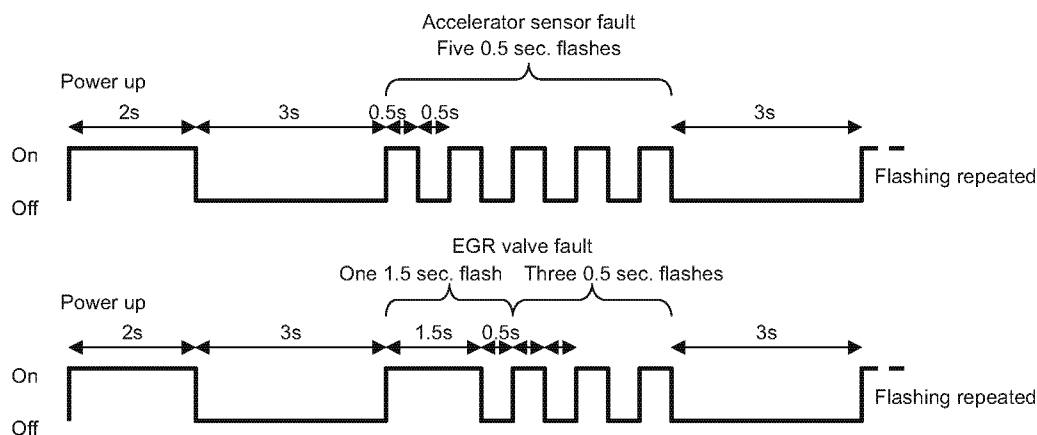 Accelerator sensor fault
Five 0.5 sec. flashes
Power up
2s 3s 0.5s 0.5s 3s
On
Flashing repeated
Off
EGR valve fault
One 1.5 sec. flash Three 0.5 sec. flashes
Power up
2s 3s 1.5s 0.5s 3s
On
Flashing repeated
Off